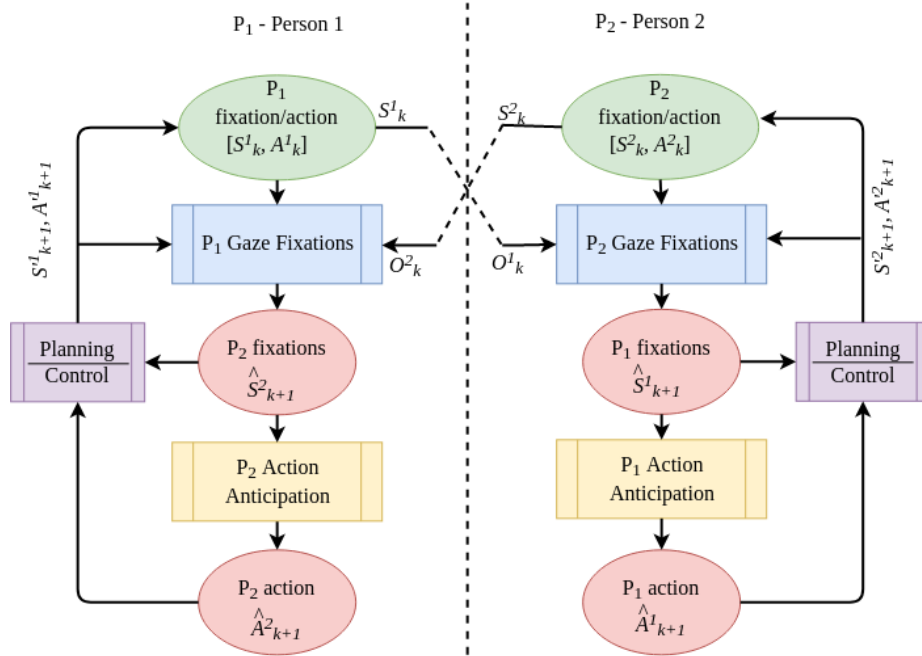 P₁ - Person 1
P₂ - Person 2
P₁
fixation/action
[S¹ₖ, A¹ₖ]
S¹ₖ
S²ₖ
P₂
fixation/action
[S²ₖ, A²ₖ]
S'¹ₖ₊₁, A'¹ₖ₊₁
P₁ Gaze Fixations
O²ₖ
O¹ₖ
P₂ Gaze Fixations
S'²ₖ₊₁, A'²ₖ₊₁
Planning
Control
P₂ fixations
Ŝ²ₖ₊₁
P₁ fixations
Ŝ¹ₖ₊₁
Planning
Control
P₂ Action
Anticipation
P₁ Action
Anticipation
P₂ action
Â²ₖ₊₁
P₁ action
Â¹ₖ₊₁